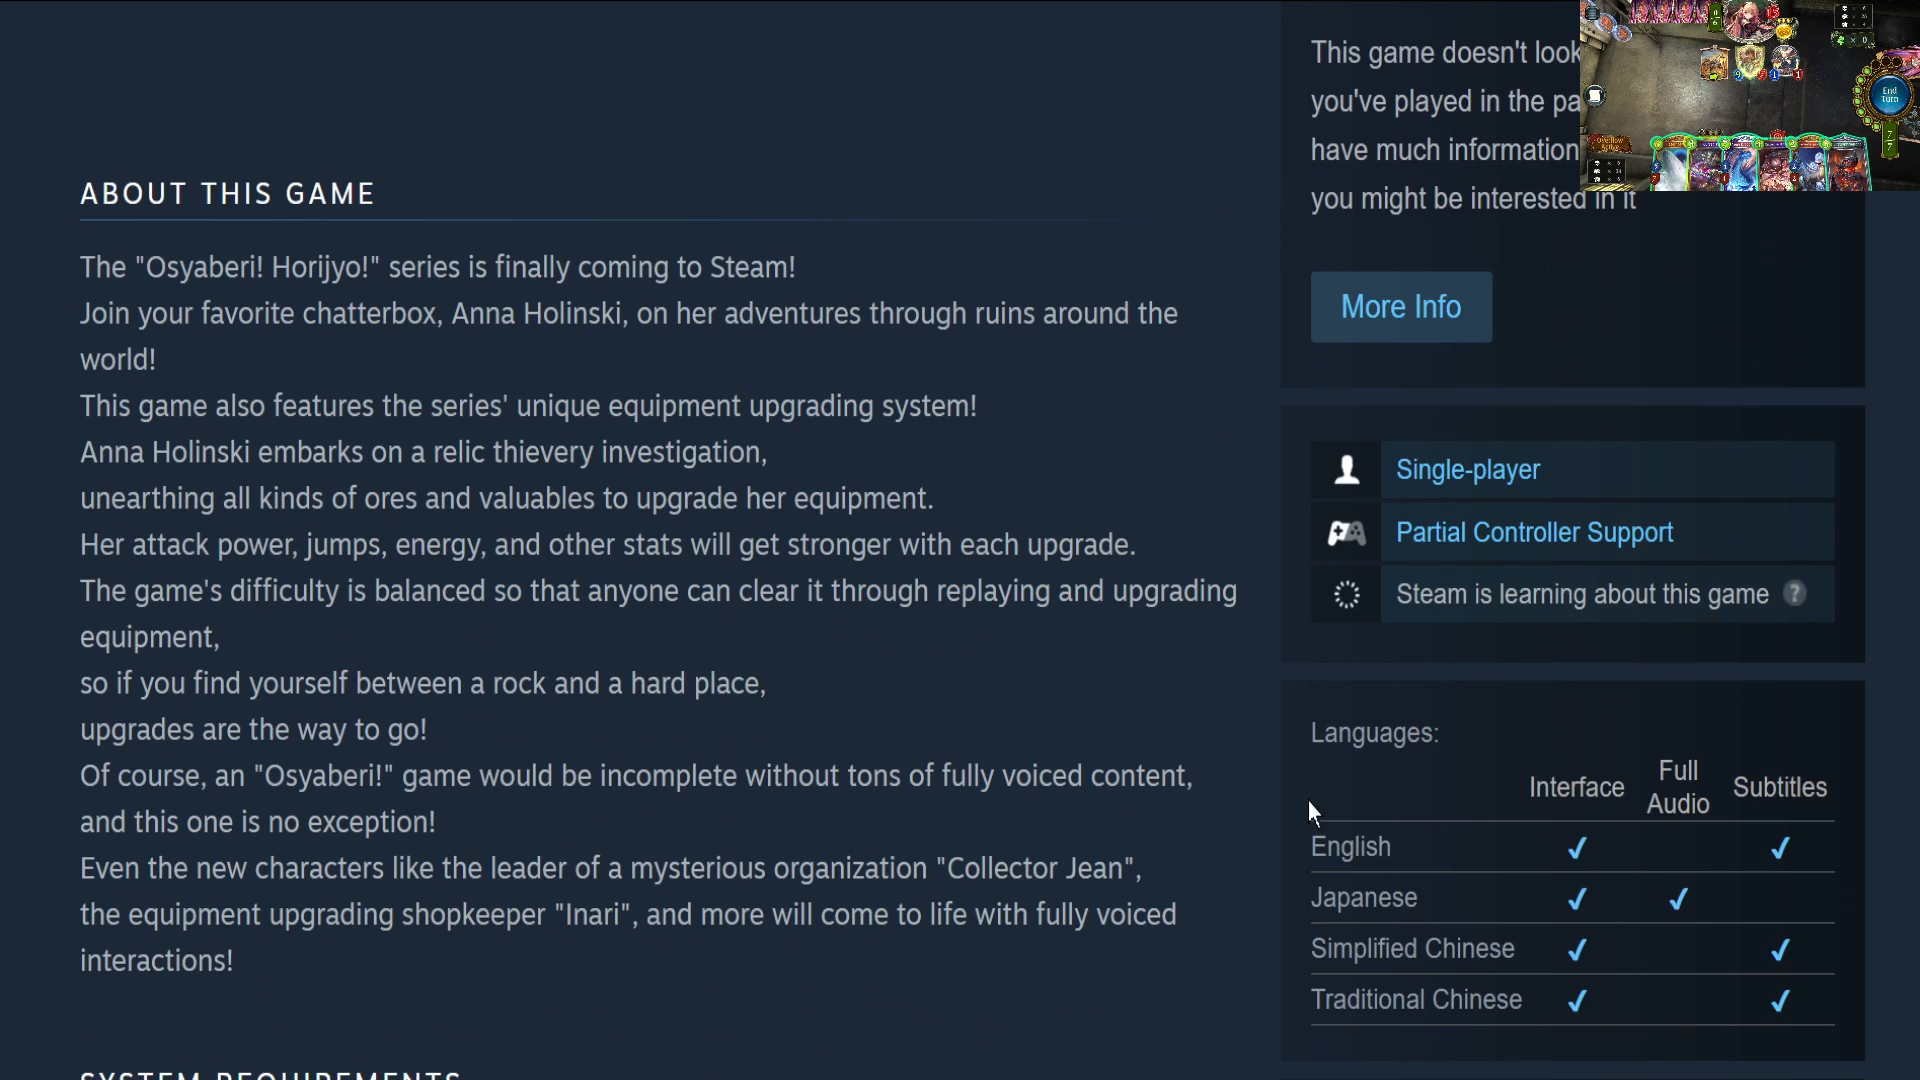 ABOUT THIS GAME
The "Osyaberi! Horijyo!" series is finally coming to Steam!
Join your favorite chatterbox, Anna Holinski, on her adventures through ruins around the
world!
This game also features the series' unique equipment upgrading system!
Anna Holinski embarks on a relic thievery investigation,
unearthing all kinds of ores and valuables to upgrade her equipment.
Her attack power, jumps, energy, and other stats will get stronger with each upgrade.
The game's difficulty is balanced so that anyone can clear it through replaying and upgrading
equipment,
so if you find yourself between a rock and a hard place,
upgrades are the way to go!
Of course, an "Osyaberi!" game would be incomplete without tons of fully voiced content,
and this one is no exception!
Even the new characters like the leader of a mysterious organization "Collector Jean",
the equipment upgrading shopkeeper "Inari", and more will come to life with fully voiced
interactions!
SYSTEM REQUIREMENTS
This game doesn't look
you've played in the pa
have much information
you might be interested in it
More Info
Single-player
Partial Controller Support
Steam is learning about this game ?
Languages:
Interface Full Audio Subtitles
English ✓ ✓
Japanese ✓ ✓
Simplified Chinese ✓ ✓
Traditional Chinese ✓ ✓
End
Turn
7
7